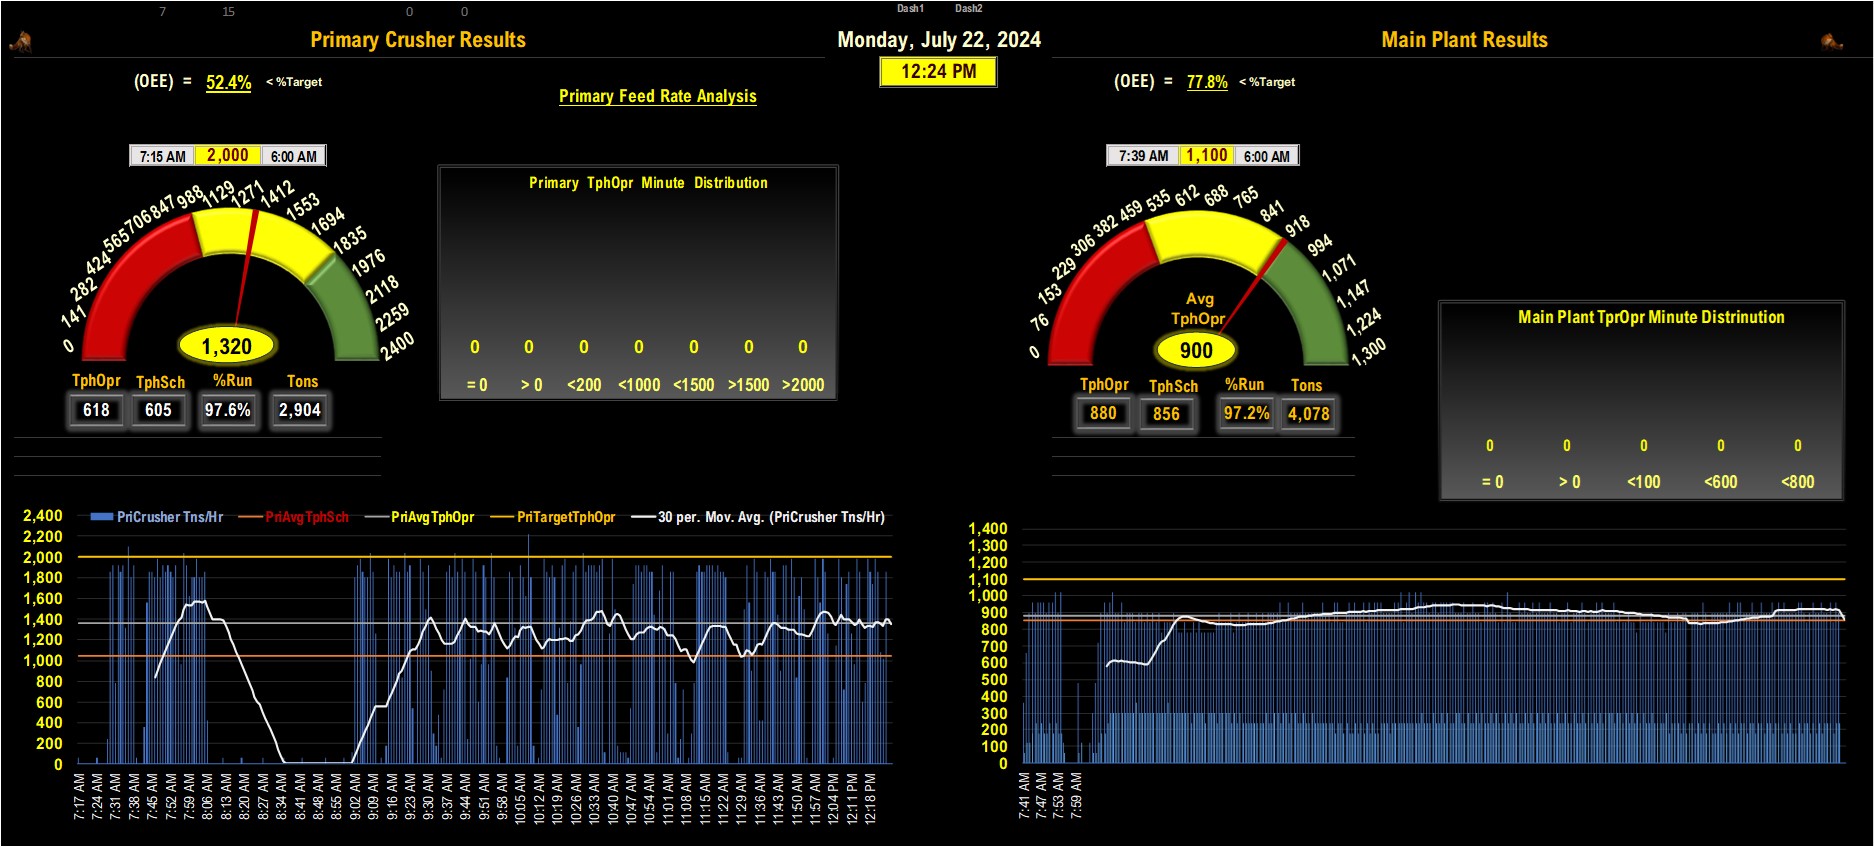 7 15 0 0 Dash1 Dash2
Primary Crusher Results
Monday, July 22, 2024
Main Plant Results
12:24 PM
(OEE) = 52.4% < %Target
Primary Feed Rate Analysis
(OEE) = 77.8% < %Target
7:15 AM 2,000 6:00 AM
0 141 282 424 565 706 847 988 1129 1271 1412 1553 1694 1835 1976 2118 2259 2400
1,320
TphOpr TphSch %Run Tons
618 605 97.6% 2,904
Primary TphOpr Minute Distribution
0 0 0 0 0 0 0
= 0 > 0 <200 <1000 <1500 >1500 >2000
7:39 AM 1,100 6:00 AM
0 76 153 229 306 382 459 535 612 688 765 841 918 994 1,071 1,147 1,224 1,300
Avg
TphOpr
900
TphOpr TphSch %Run Tons
880 856 97.2% 4,078
Main Plant TprOpr Minute Distrinution
0 0 0 0 0
= 0 > 0 <100 <600 <800
PriCrusher Tns/Hr PriAvgTphSch PriAvgTphOpr PriTargetTphOpr 30 per. Mov. Avg. (PriCrusher Tns/Hr)
2,400
2,200
2,000
1,800
1,600
1,400
1,200
1,000
800
600
400
200
0
7:17 AM 7:24 AM 7:31 AM 7:38 AM 7:45 AM 7:52 AM 7:59 AM 8:06 AM 8:13 AM 8:20 AM 8:27 AM 8:34 AM 8:41 AM 8:48 AM 8:55 AM 9:02 AM 9:09 AM 9:16 AM 9:23 AM 9:30 AM 9:37 AM 9:44 AM 9:51 AM 9:58 AM 10:05 AM 10:12 AM 10:19 AM 10:26 AM 10:33 AM 10:40 AM 10:47 AM 10:54 AM 11:01 AM 11:08 AM 11:15 AM 11:22 AM 11:29 AM 11:36 AM 11:43 AM 11:50 AM 11:57 AM 12:04 PM 12:11 PM 12:18 PM
1,400
1,300
1,200
1,100
1,000
900
800
700
600
500
400
300
200
100
0
7:41 AM 7:47 AM 7:53 AM 7:59 AM